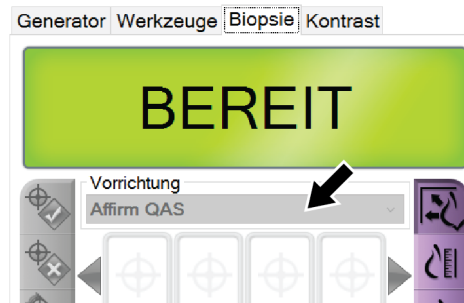 Generator Werkzeuge Biopsie Kontrast
BEREIT
Vorrichtung
Affirm QAS